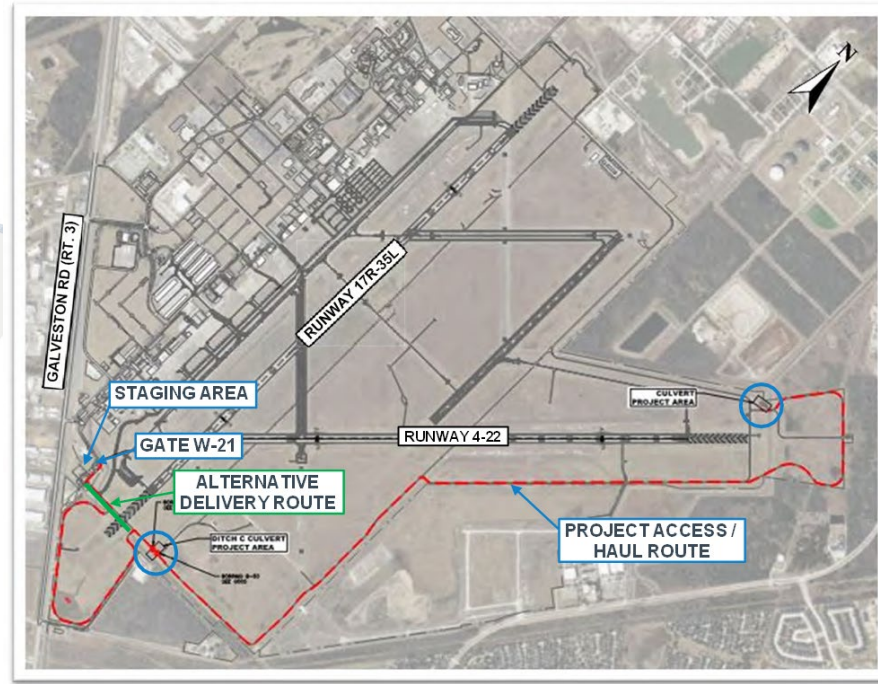 N
GALVESTON RD (RT. 3)
RUNWAY 17R-35L
STAGING AREA
CULVERT
PROJECT AREA
GATE W-21
RUNWAY 4-22
ALTERNATIVE
DELIVERY ROUTE
DITCH C CULVERT
PROJECT AREA
PROJECT ACCESS /
HAUL ROUTE